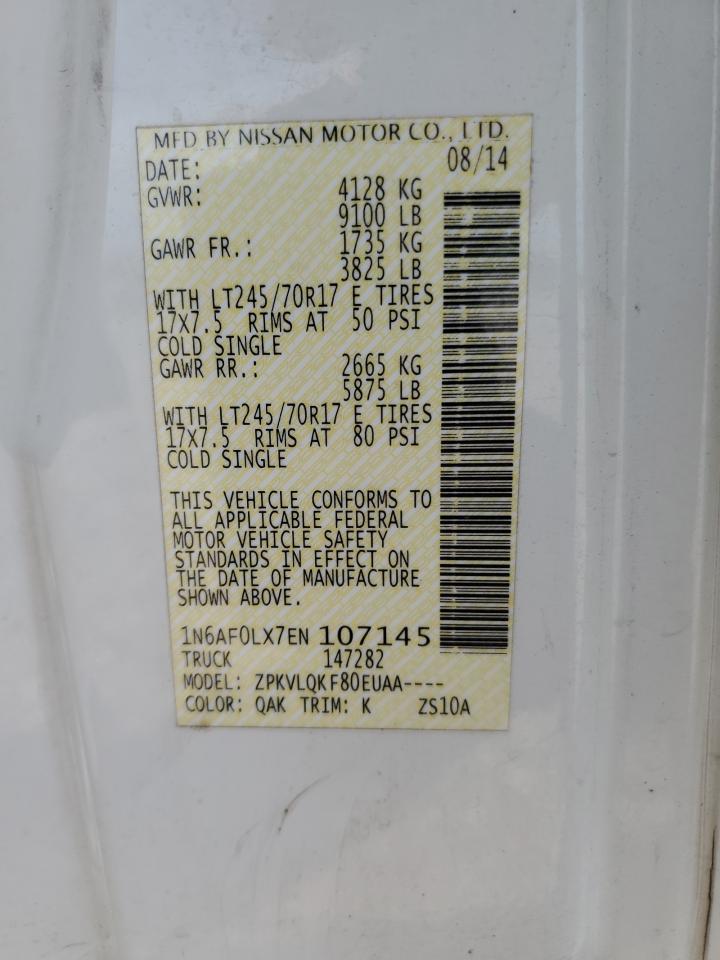 MFD BY NISSAN MOTOR CO., LTD.
DATE: 08/14
GVWR: 4128 KG
9100 LB
GAWR FR.: 1735 KG
3825 LB
WITH LT245/70R17 E TIRES
17X7.5 RIMS AT 50 PSI
COLD SINGLE
GAWR RR.: 2665 KG
5875 LB
WITH LT245/70R17 E TIRES
17X7.5 RIMS AT 80 PSI
COLD SINGLE
THIS VEHICLE CONFORMS TO
ALL APPLICABLE FEDERAL
MOTOR VEHICLE SAFETY
STANDARDS IN EFFECT ON
THE DATE OF MANUFACTURE
SHOWN ABOVE.
1N6AF0LX7EN 107145
TRUCK 147282
MODEL: ZPKVLQKF80EUAA----
COLOR: QAK TRIM: K ZS10A